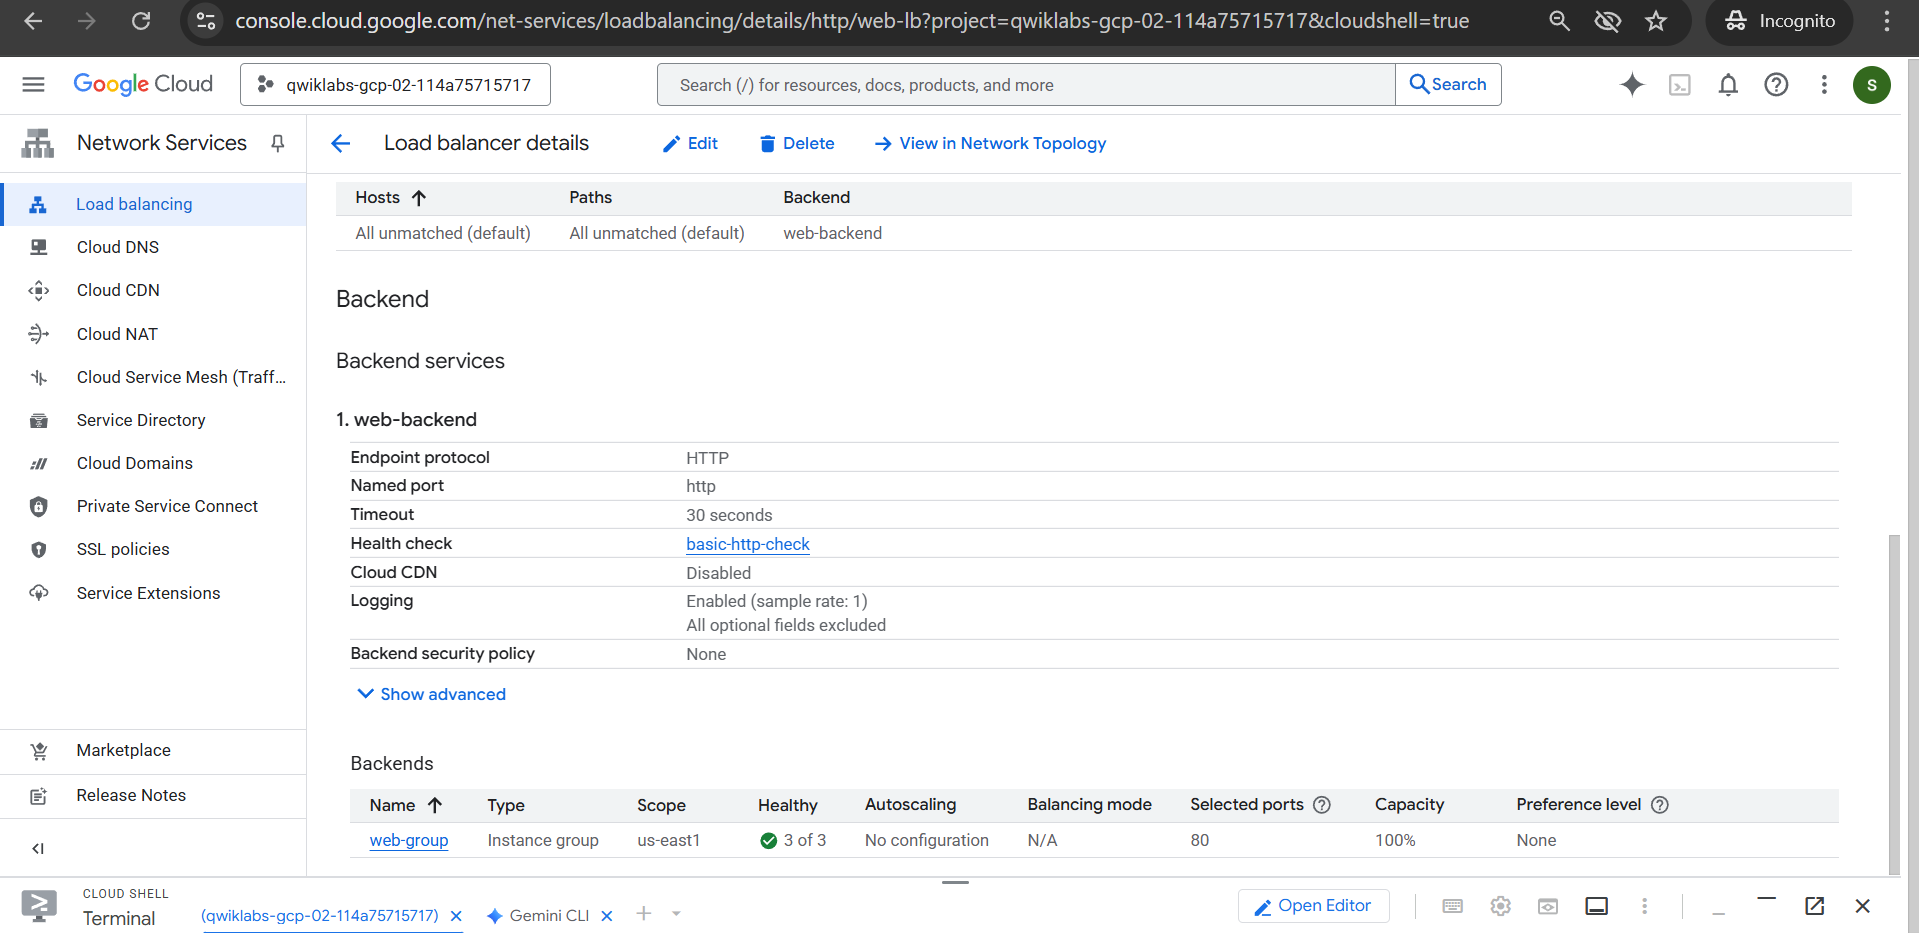 console.cloud.google.com/net-services/loadbalancing/details/http/web-lb?project=qwiklabs-gcp-02-114a75715717&cloudshell=true
Incognito
Google Cloud
qwiklabs-gcp-02-114a75715717
Search (/) for resources, docs, products, and more
Search
S
Network Services
Load balancer details
Edit
Delete
View in Network Topology
Load balancing
Cloud DNS
Cloud CDN
Cloud NAT
Cloud Service Mesh (Traff...
Service Directory
Cloud Domains
Private Service Connect
SSL policies
Service Extensions
Marketplace
Release Notes
Hosts Paths Backend
All unmatched (default) All unmatched (default) web-backend
Backend
Backend services
1. web-backend
Endpoint protocol HTTP
Named port http
Timeout 30 seconds
Health check basic-http-check
Cloud CDN Disabled
Logging Enabled (sample rate: 1)
All optional fields excluded
Backend security policy None
Show advanced
Backends
Name Type Scope Healthy Autoscaling Balancing mode Selected ports Capacity Preference level
web-group Instance group us-east1 3 of 3 No configuration N/A 80 100% None
CLOUD SHELL
Terminal
(qwiklabs-gcp-02-114a75715717)
Gemini CLI
Open Editor